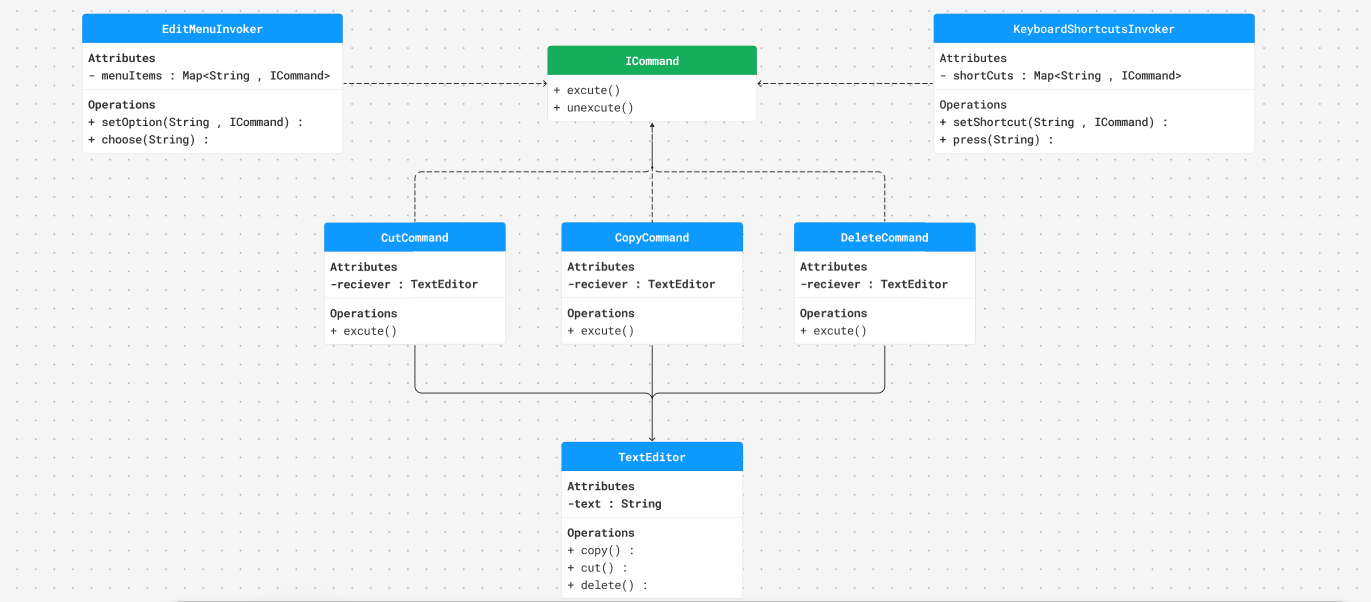 EditMenuInvoker
Attributes
- menuItems : Map<String , ICommand>
Operations
+ setOption(String , ICommand) :
+ choose(String) :
ICommand
+ excute()
+ unexcute()
KeyboardShortcutsInvoker
Attributes
- shortCuts : Map<String , ICommand>
Operations
+ setShortcut(String , ICommand) :
+ press(String) :
CutCommand
Attributes
-reciever : TextEditor
Operations
+ excute()
CopyCommand
Attributes
-reciever : TextEditor
Operations
+ excute()
DeleteCommand
Attributes
-reciever : TextEditor
Operations
+ excute()
TextEditor
Attributes
-text : String
Operations
+ copy() :
+ cut() :
+ delete() :